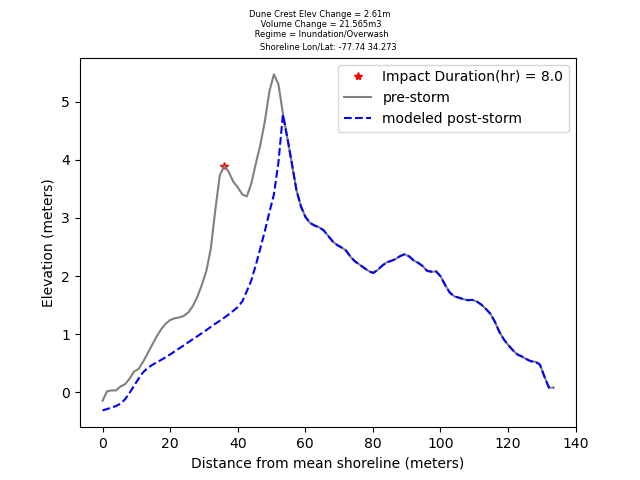 Dune Crest Elev Change = 2.61m
Volume Change = 21.565m3
Regime = Inundation/Overwash
Shoreline Lon/Lat: -77.74 34.273
Impact Duration(hr) = 8.0
pre-storm
modeled post-storm
Elevation (meters)
5
4
3
2
1
0
0 20 40 60 80 100 120 140
Distance from mean shoreline (meters)